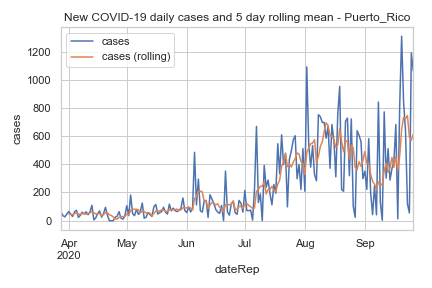 New COVID-19 daily cases and 5 day rolling mean - Puerto_Rico
cases
cases (rolling)
1200
1000
800
600
400
200
0
cases
Apr
2020
May
Jun
Jul
Aug
Sep
dateRep